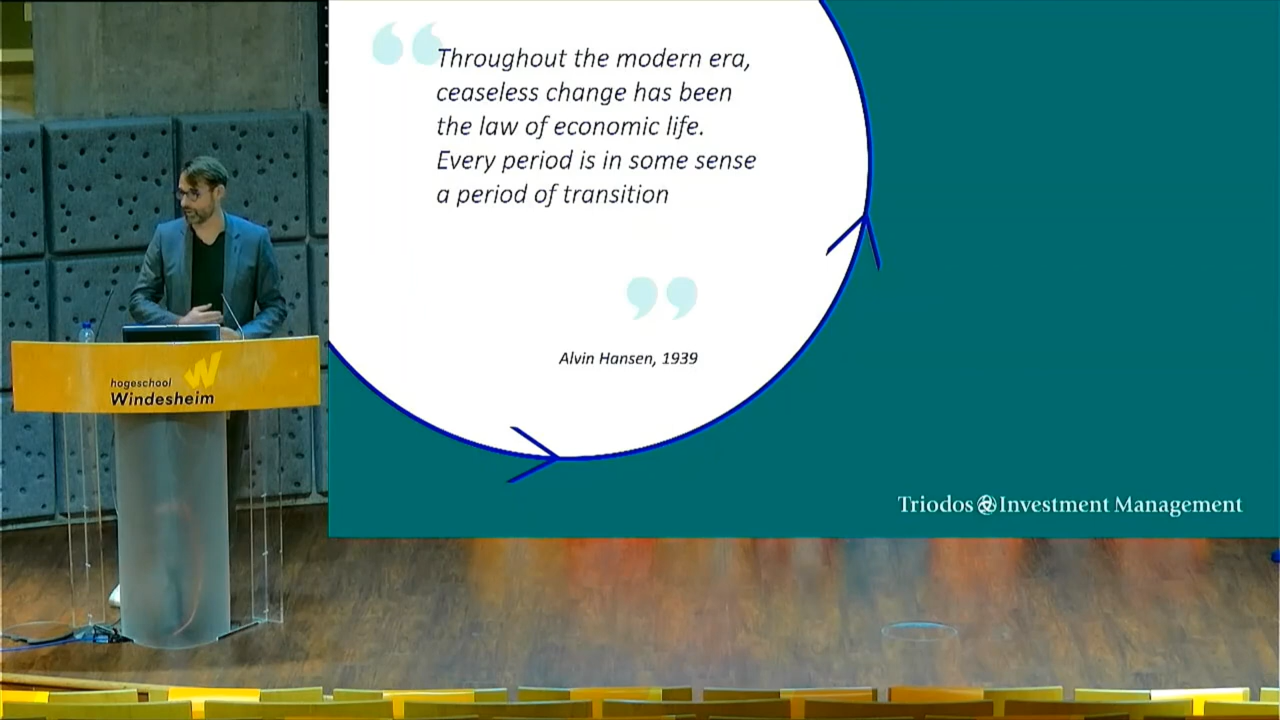 Throughout the modern era,
ceaseless change has been
the law of economic life.
Every period is in some sense
a period of transition
Alvin Hansen, 1939
hogeschool
Windesheim
Triodos Investment Management